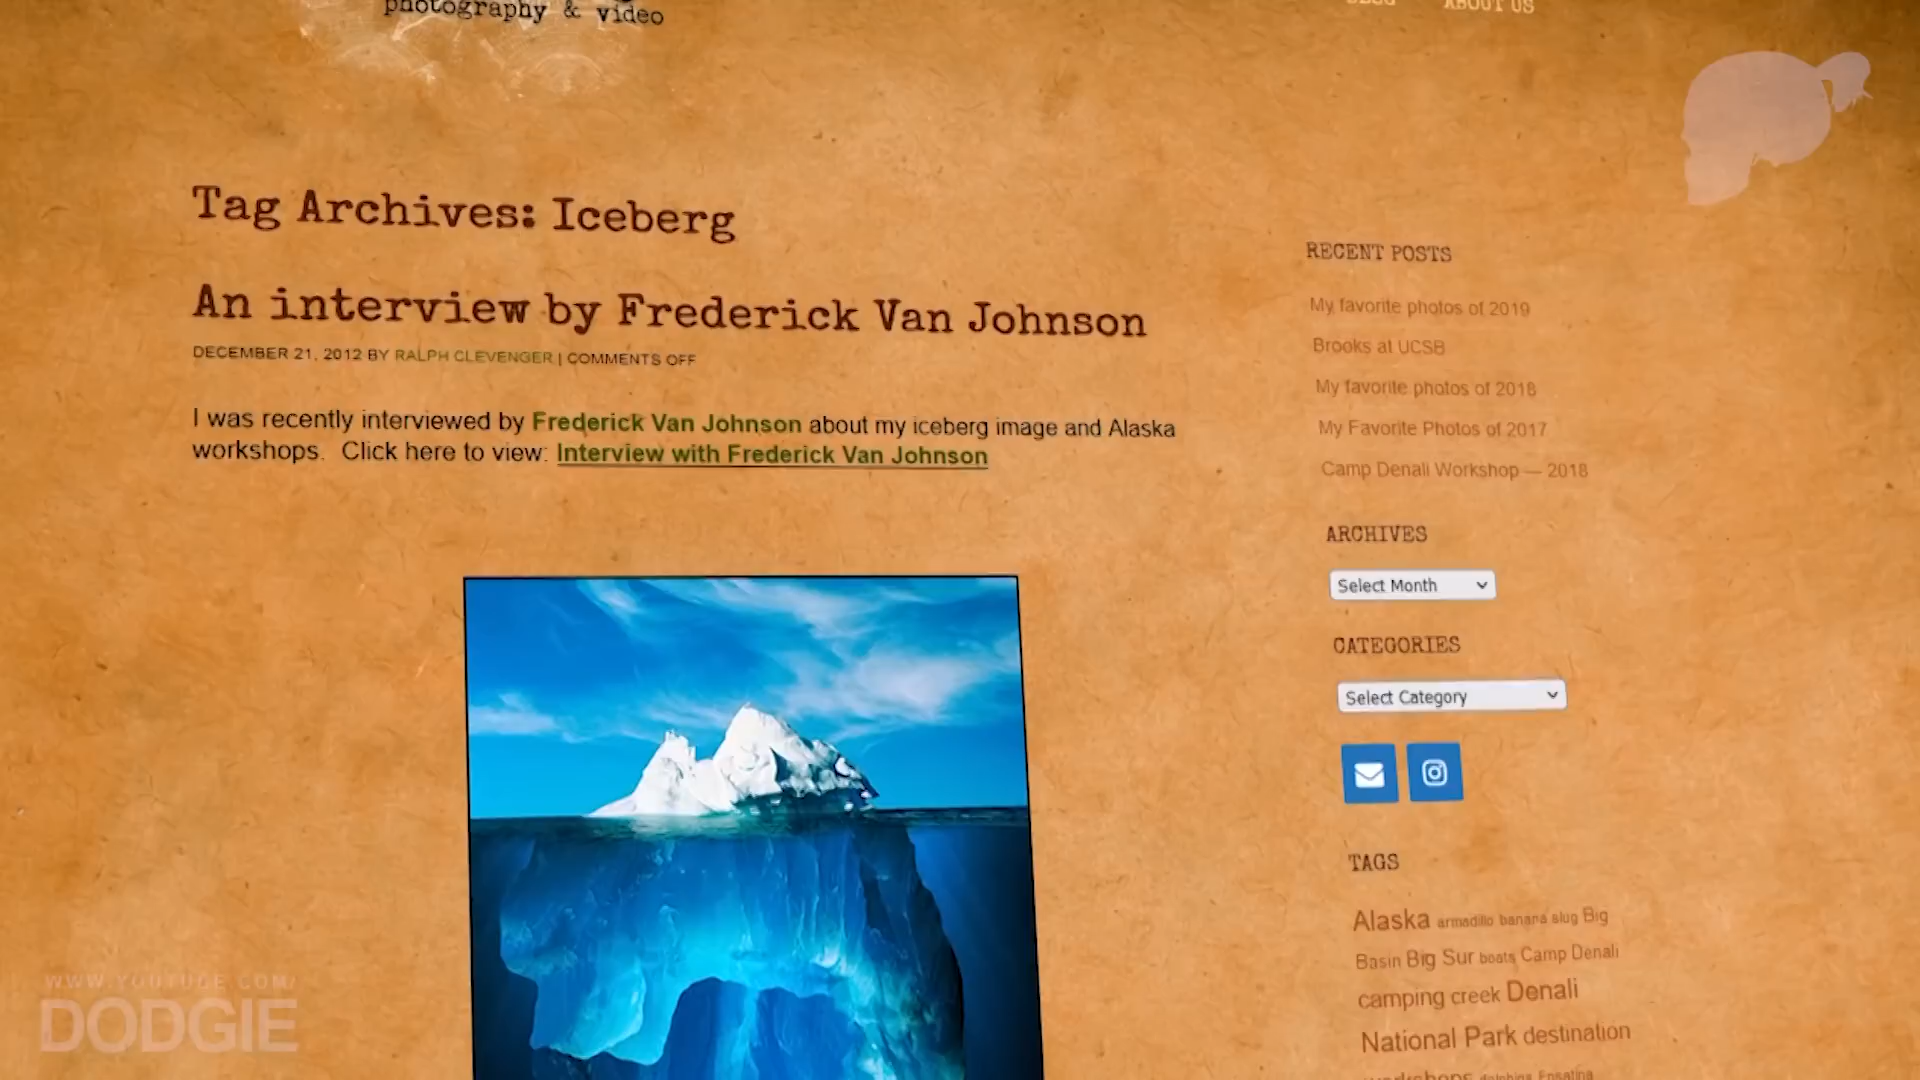 photography & video
BLOG ABOUT US
Tag Archives: Iceberg
An interview by Frederick Van Johnson
DECEMBER 21, 2012 BY RALPH CLEVENGER | COMMENTS OFF
I was recently interviewed by Frederick Van Johnson about my iceberg image and Alaska
workshops. Click here to view: Interview with Frederick Van Johnson
RECENT POSTS
My favorite photos of 2019
Brooks at UCSB
My favorite photos of 2018
My Favorite Photos of 2017
Camp Denali Workshop — 2018
ARCHIVES
Select Month
CATEGORIES
Select Category
TAGS
Alaska armadillo banana slug Big
Basin Big Sur boats Camp Denali
camping creek Denali
National Park destination
workshops dolphins Ensatina
WWW.YOUTUBE.COM/
DODGIE